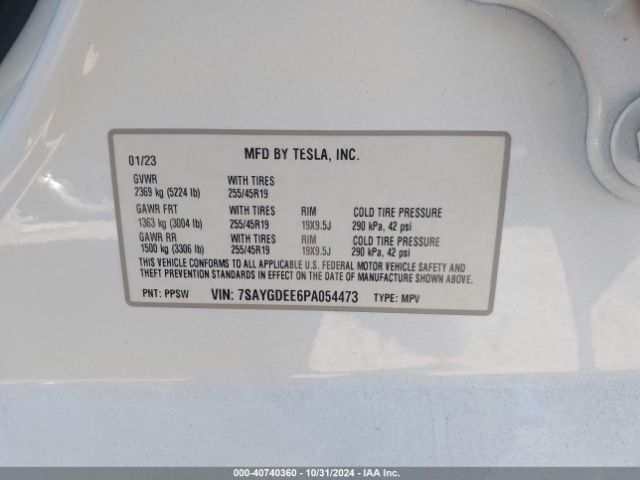 01/23 MFD BY TESLA, INC.
GVWR WITH TIRES
2369 kg (5224 lb) 255/45R19
GAWR FRT WITH TIRES RIM COLD TIRE PRESSURE
1363 kg (3004 lb) 255/45R19 19X9.5J 290 kPa, 42 psi
GAWR RR WITH TIRES RIM COLD TIRE PRESSURE
1500 kg (3306 lb) 255/45R19 19X9.5J 290 kPa, 42 psi
THIS VEHICLE CONFORMS TO ALL APPLICABLE U.S. FEDERAL MOTOR VEHICLE SAFETY AND
THEFT PREVENTION STANDARDS IN EFFECT ON THE DATE OF MANUFACTURE SHOWN ABOVE.
PNT: PPSW VIN: 7SAYGDEE6PA054473 TYPE: MPV
000-40740360 - 10/31/2024 - IAA Inc.